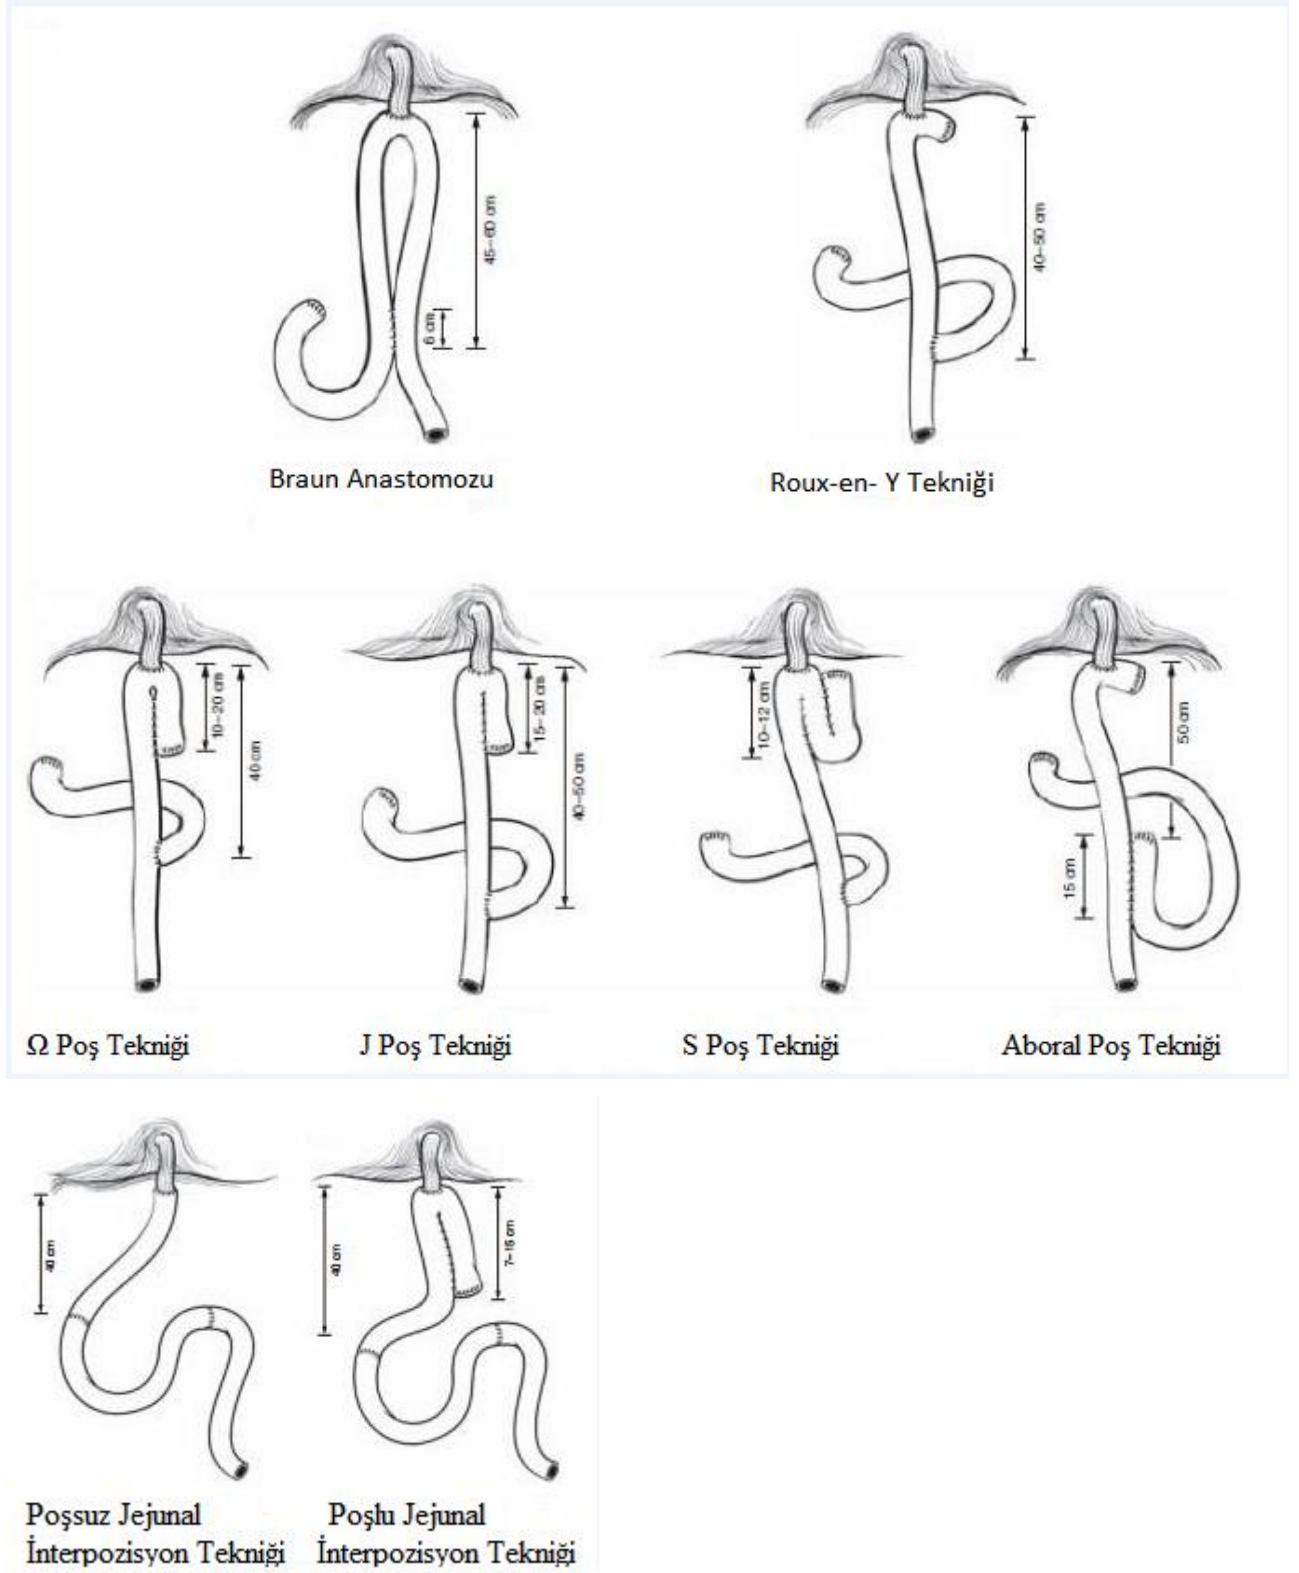 45–60 cm
6 cm
40–50 cm
Braun Anastomozu
Roux-en- Y Tekniği
Ω
10–20 cm
40 cm
15–20 cm
40–50 cm
10–12 cm
50 cm
15 cm
Ω Poş Tekniği
J Poş Tekniği
S Poş Tekniği
Aboral Poş Tekniği
40 cm
40 cm
7–15 cm
Poşsuz Jejunal
İnterpozisyon Tekniği
Poşlu Jejunal
İnterpozisyon Tekniği